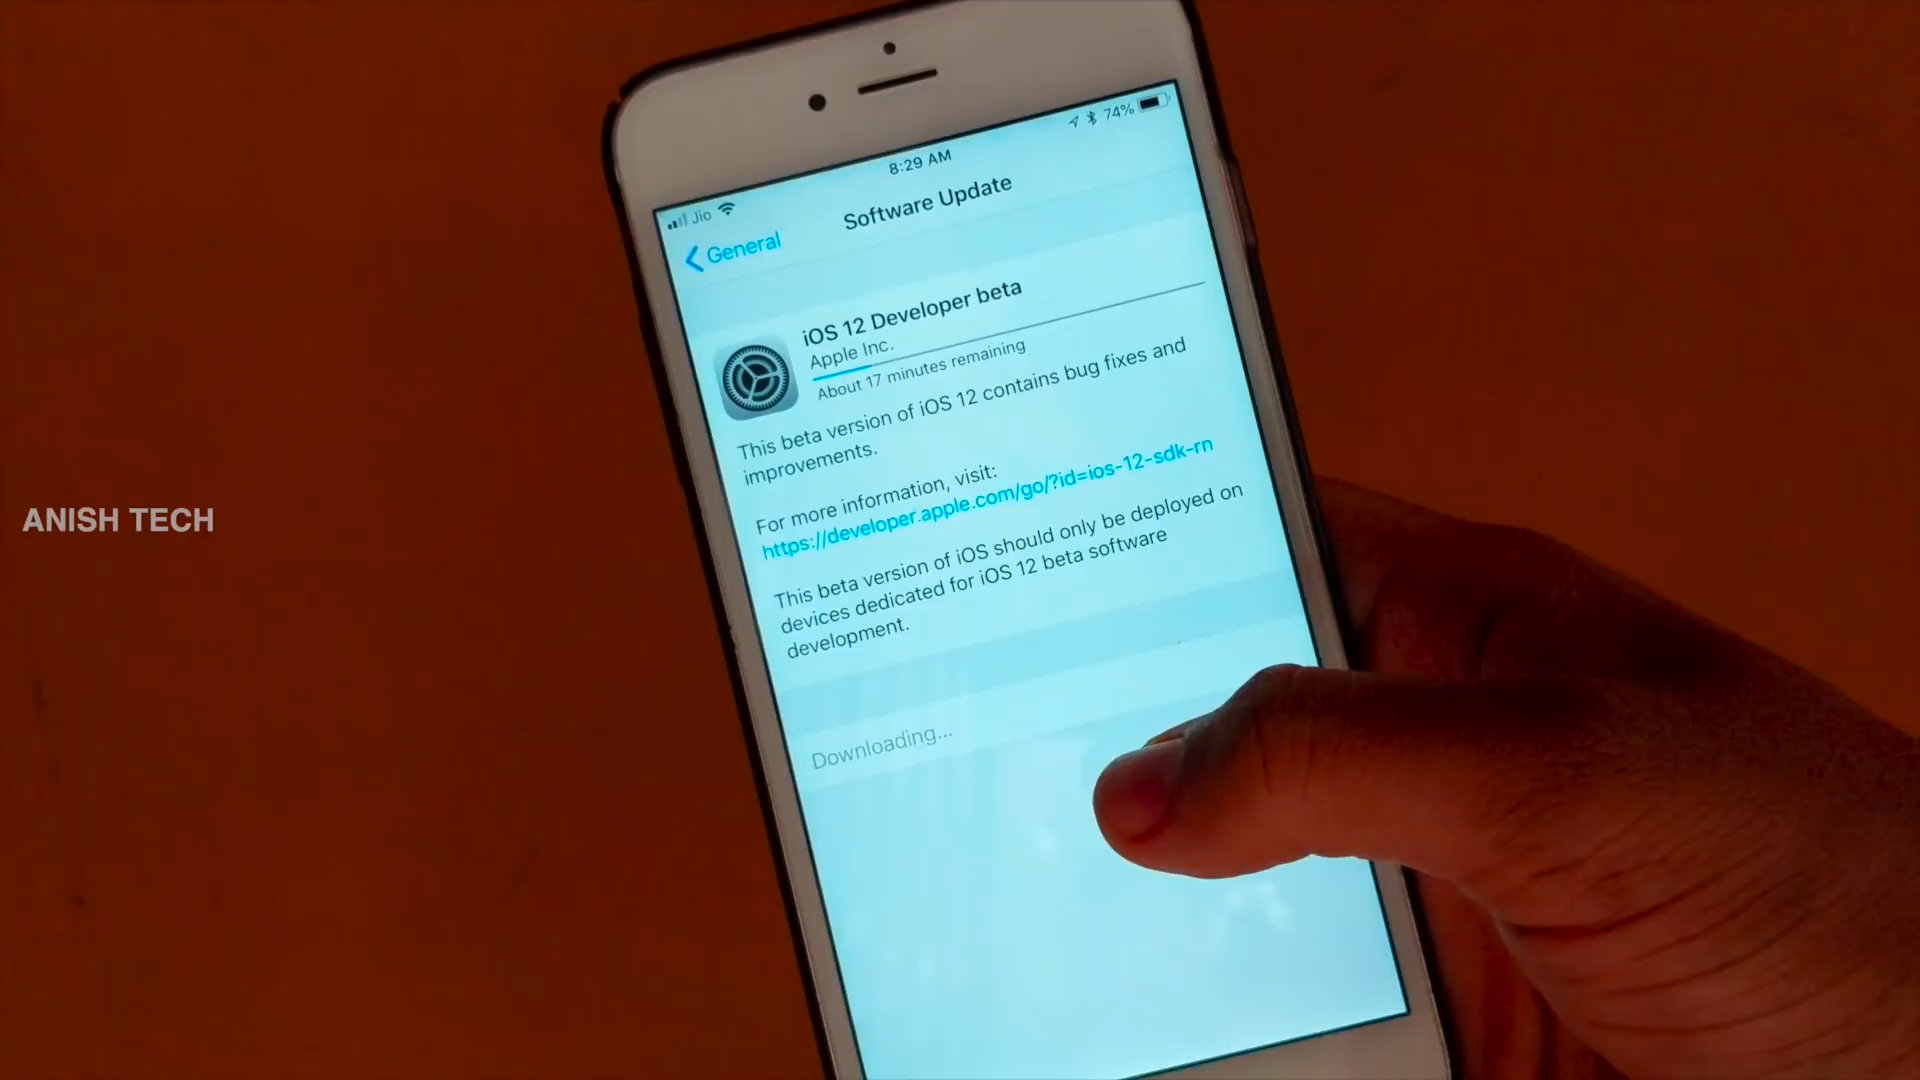 74%
8:29 AM
Jio
Software Update
General
iOS 12 Developer beta
Apple Inc.
About 17 minutes remaining
This beta version of iOS 12 contains bug fixes and
improvements.
For more information, visit:
https://developer.apple.com/go/?id=ios-12-sdk-rn
This beta version of iOS should only be deployed on
devices dedicated for iOS 12 beta software
development.
Downloading...
ANISH TECH